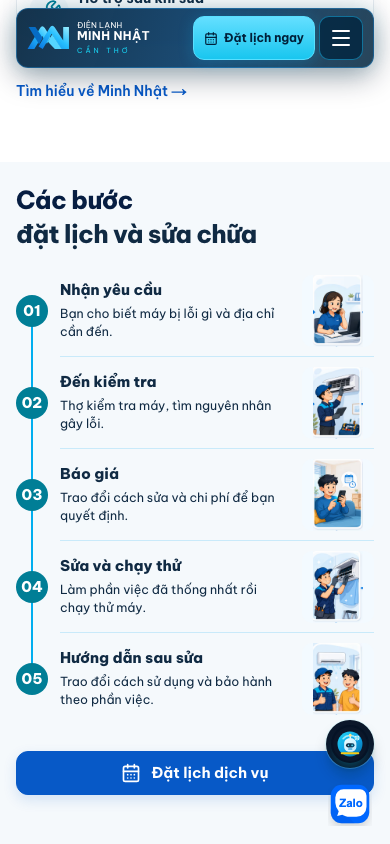 Hỗ trợ sau khi sửa
ĐIỆN LẠNH
MINH NHẬT
CẦN THƠ
Đặt lịch ngay
Tìm hiểu về Minh Nhật →
Các bước
đặt lịch và sửa chữa
01
Nhận yêu cầu
Bạn cho biết máy bị lỗi gì và địa chỉ
cần đến.
02
Đến kiểm tra
Thợ kiểm tra máy, tìm nguyên nhân
gây lỗi.
03
Báo giá
Trao đổi cách sửa và chi phí để bạn
quyết định.
04
Sửa và chạy thử
Làm phần việc đã thống nhất rồi
chạy thử máy.
05
Hướng dẫn sau sửa
Trao đổi cách sử dụng và bảo hành
theo phần việc.
Đặt lịch dịch vụ
Zalo